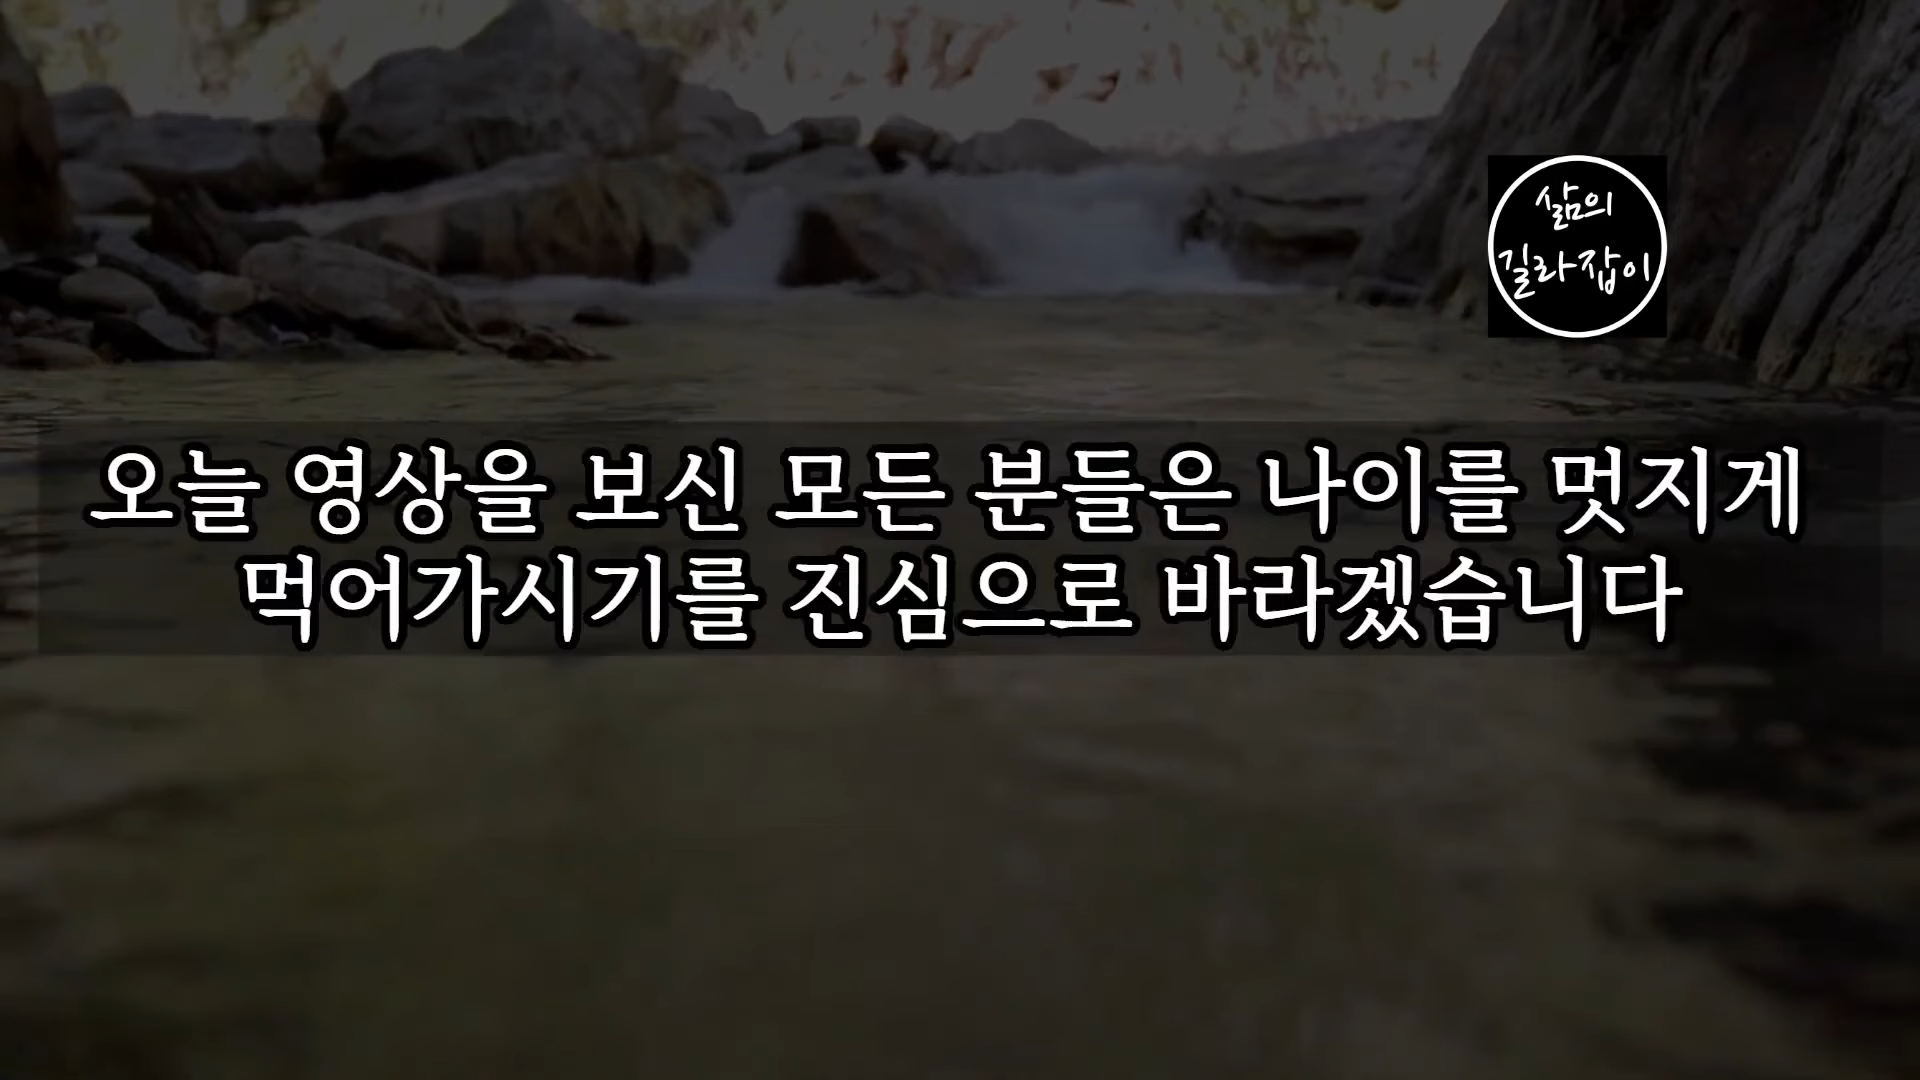 삶의
길라잡이
오늘 영상을 보신 모든 분들은 나이를 멋지게
먹어가시기를 진심으로 바라겠습니다